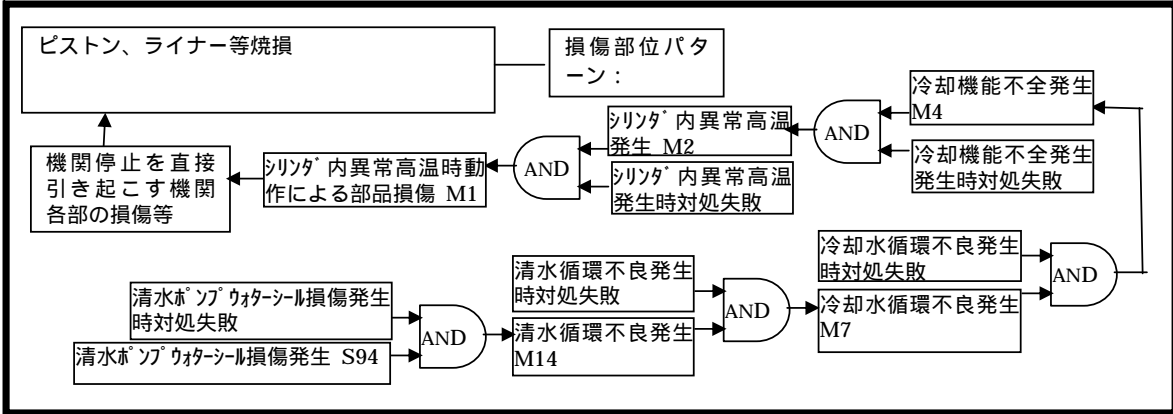 ピストン、ライナー等焼損
損傷部位パタ
ーン：
冷却機能不全発生
M4
シリンダ内異常高温
発生 M2
AND
AND
冷却機能不全発生
発生時対処失敗
機関停止を直接
引き起こす機関
各部の損傷等
シリンダ内異常高温時動
作による部品損傷 M1
シリンダ内異常高温
発生時対処失敗
冷却水循環不良発生
時対処失敗
AND
清水循環不良発生
時対処失敗
清水ポンプウォターシール損傷発生
時対処失敗
AND
冷却水循環不良発生
M7
AND
清水循環不良発生
M14
清水ポンプウォターシール損傷発生 S94